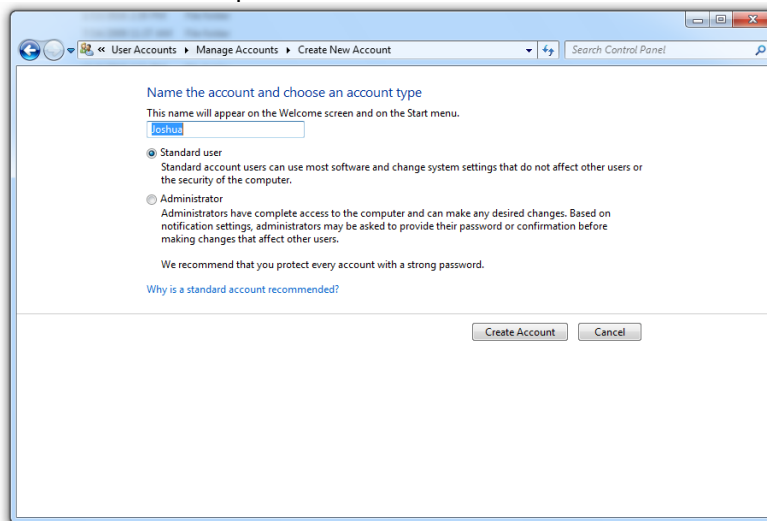 « User Accounts ▸ Manage Accounts ▸ Create New Account
Search Control Panel
Name the account and choose an account type
This name will appear on the Welcome screen and on the Start menu.
Joshua
Standard user
Standard account users can use most software and change system settings that do not affect other users or
the security of the computer.
Administrator
Administrators have complete access to the computer and can make any desired changes. Based on
notification settings, administrators may be asked to provide their password or confirmation before
making changes that affect other users.
We recommend that you protect every account with a strong password.
Why is a standard account recommended?
Create Account
Cancel